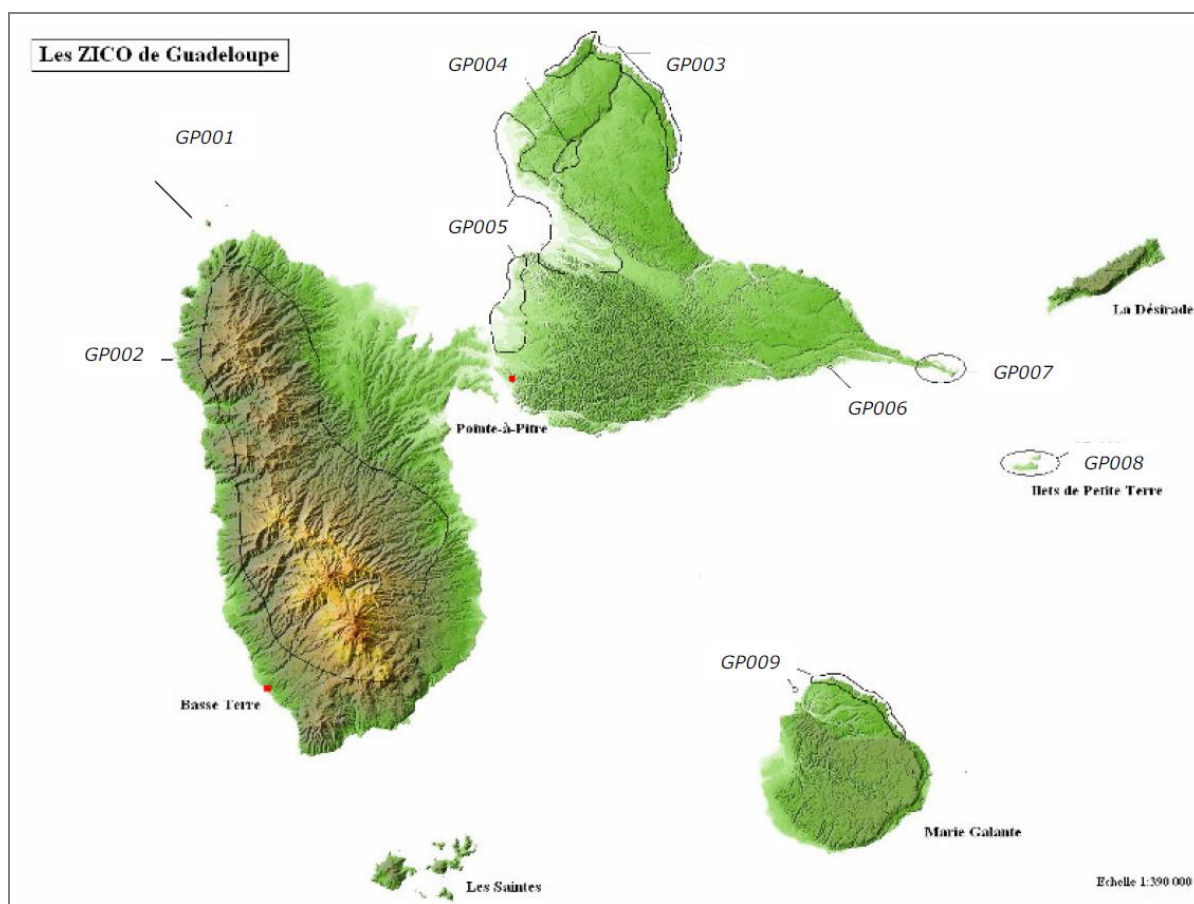 Les ZICO de Guadeloupe
GP004
GP003
GP001
GP005
La Désirade
GP002
GP007
GP006
Pointe-à-Pitre
GP008
Ilets de Petite Terre
GP009
Basse Terre
Marie Galante
Les Saintes
Echelle 1:390 000